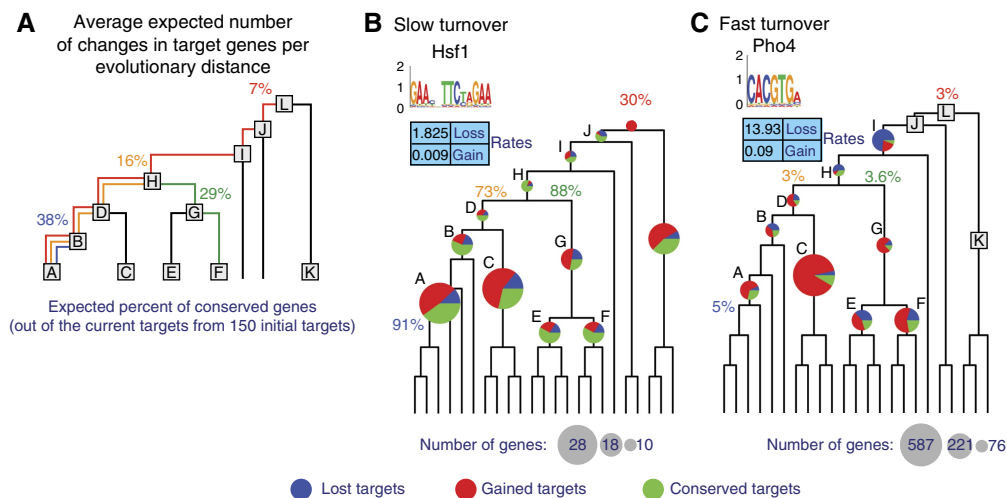 A
Average expected number
of changes in target genes per
evolutionary distance
7%
L
J
I
16%
H
29%
38%
D
G
B
A
C
E
F
K
Expected percent of conserved genes
(out of the current targets from 150 initial targets)
B
Slow turnover
Hsf1
2
1
0
GAA TTCTAGAA
1.825 Loss
0.009 Gain
Rates
30%
J
I
H
73%
88%
D
B
G
A
C
E
F
91%
C
Fast turnover
Pho4
2
1
0
CACGTGA
13.93 Loss
0.09 Gain
Rates
3%
L
I
J
H
3%
3.6%
D
B
G
K
C
A
E
F
5%
Number of genes: 28 18 10
Number of genes: 587 221 76
Lost targets
Gained targets
Conserved targets